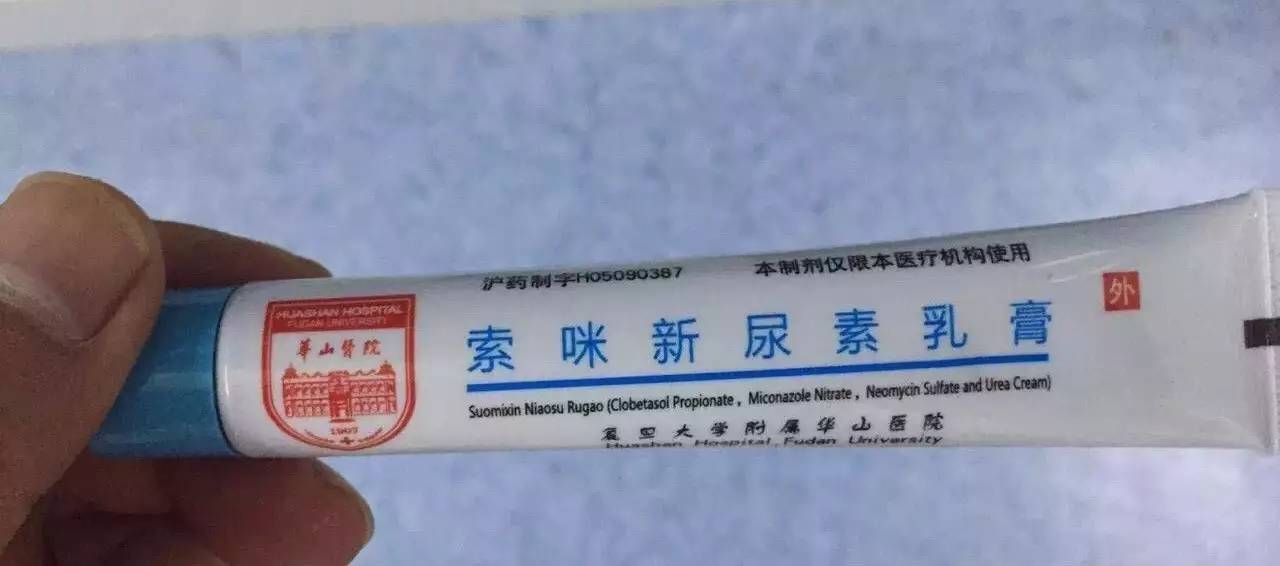 HUASHAN HOSPITAL
FUDAN UNIVERSITY
華山醫院
1907
沪药制字H05090387
本制剂仅限本医疗机构使用
外
索咪新尿素乳膏
Suomixin Niaosu Rugao (Clobetasol Propionate , Miconazole Nitrate , Neomycin Sulfate and Urea Cream)
复旦大学附属华山医院
Huashan Hospital,Fudan University